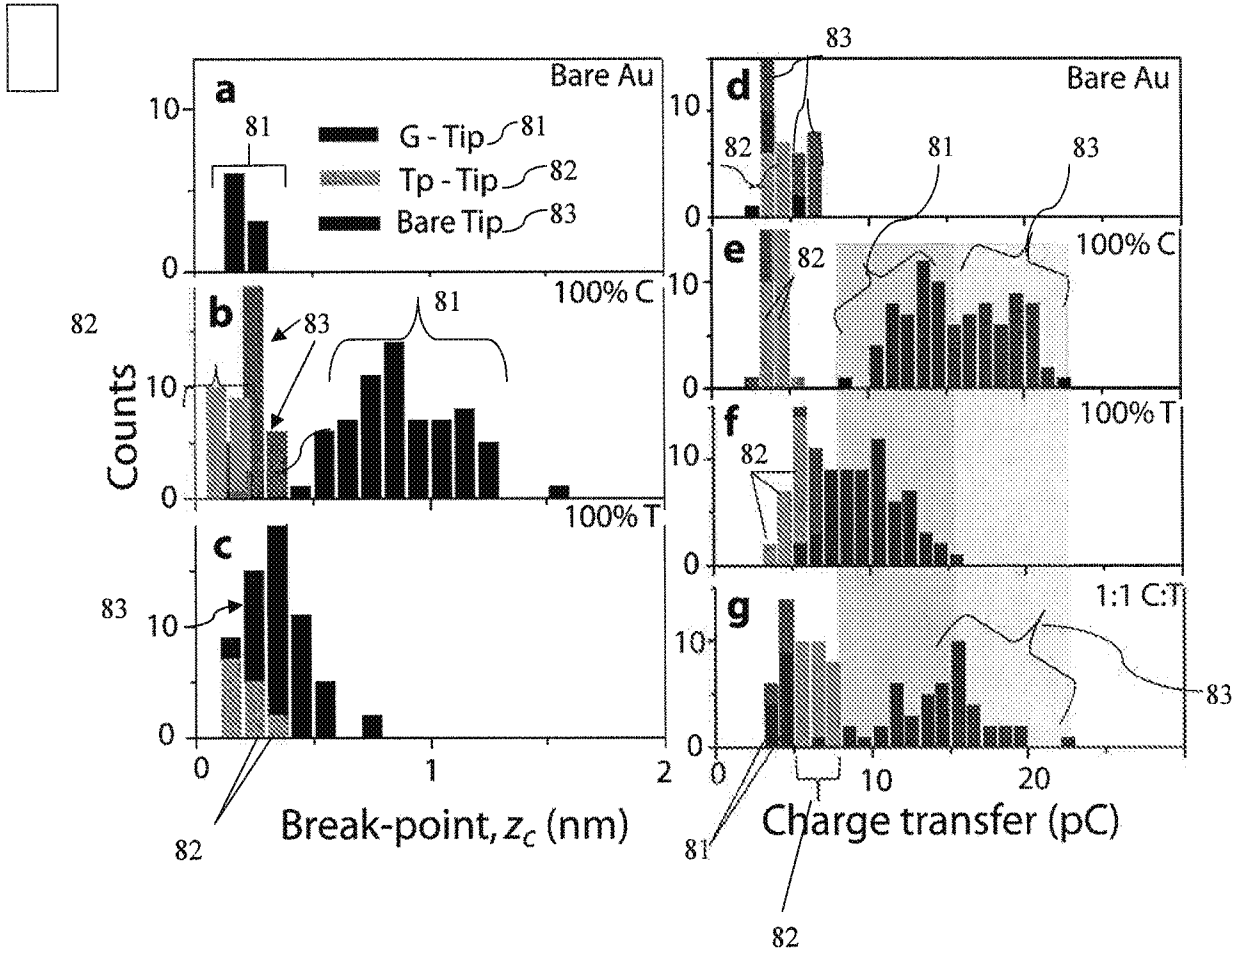 a
Bare Au
10
81
G - Tip 81
Tp - Tip 82
Bare Tip 83
0
82
b
100% C
83
81
10
0
Counts
c
100% T
83
10
0
0
1
2
Break-point, zc (nm)
82
83
d
Bare Au
10
82
81
83
0
e
100% C
82
10
0
f
100% T
10
82
0
g
1:1 C:T
10
83
0
0
10
20
Charge transfer (pC)
81
82